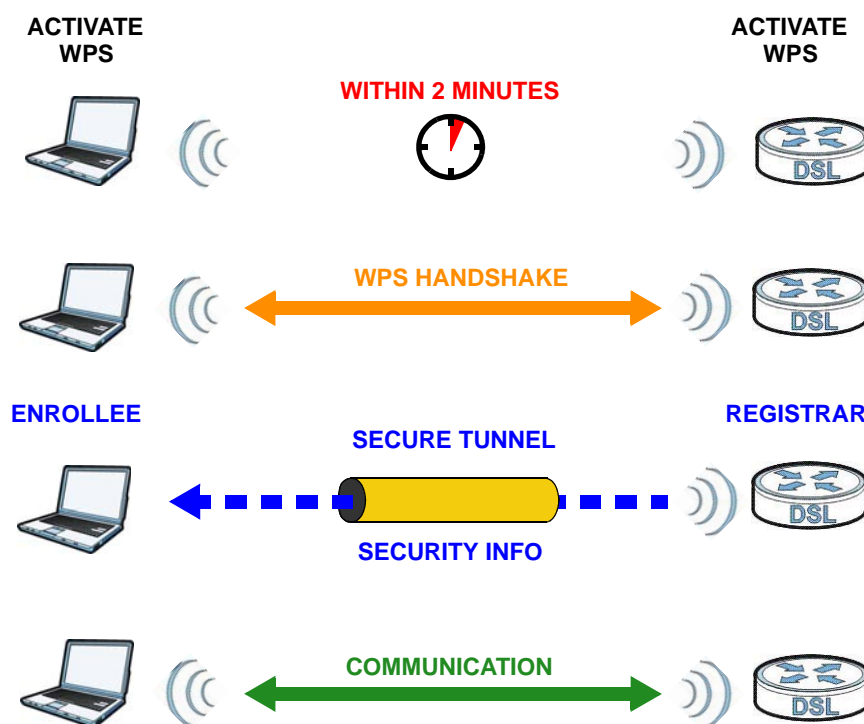 ACTIVATE
WPS
ACTIVATE
WPS
WITHIN 2 MINUTES
DSL
WPS HANDSHAKE
DSL
ENROLLEE
REGISTRAR
SECURE TUNNEL
DSL
SECURITY INFO
COMMUNICATION
DSL